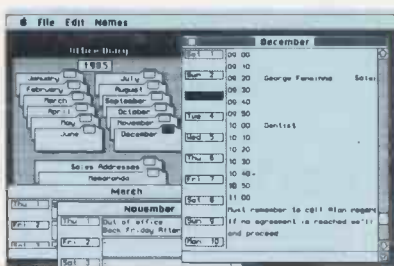 File Edit Names
Office Diary
1985
January
February
March
April
May
June
July
August
September
October
November
December
Sales Addresses
Memoranda
March
Thu 1
Fri 2
November
Thu 1
Out of office
Back Friday After
Fri 2
Sat 3
December
Sat 1
09 00
09 10
Sun 2
09 20 George Fensinno
09 30
09 40
Tue 4
09 50
10 00 Dentist
Wed 5
10 10
10 20
Thu 6
10 30
10 40
Fri 7
10 50
Sat 8
11 00
Must remember to call Alan regard
Sun 9
If no agreement is reached we'll
and proceed
Mon 10